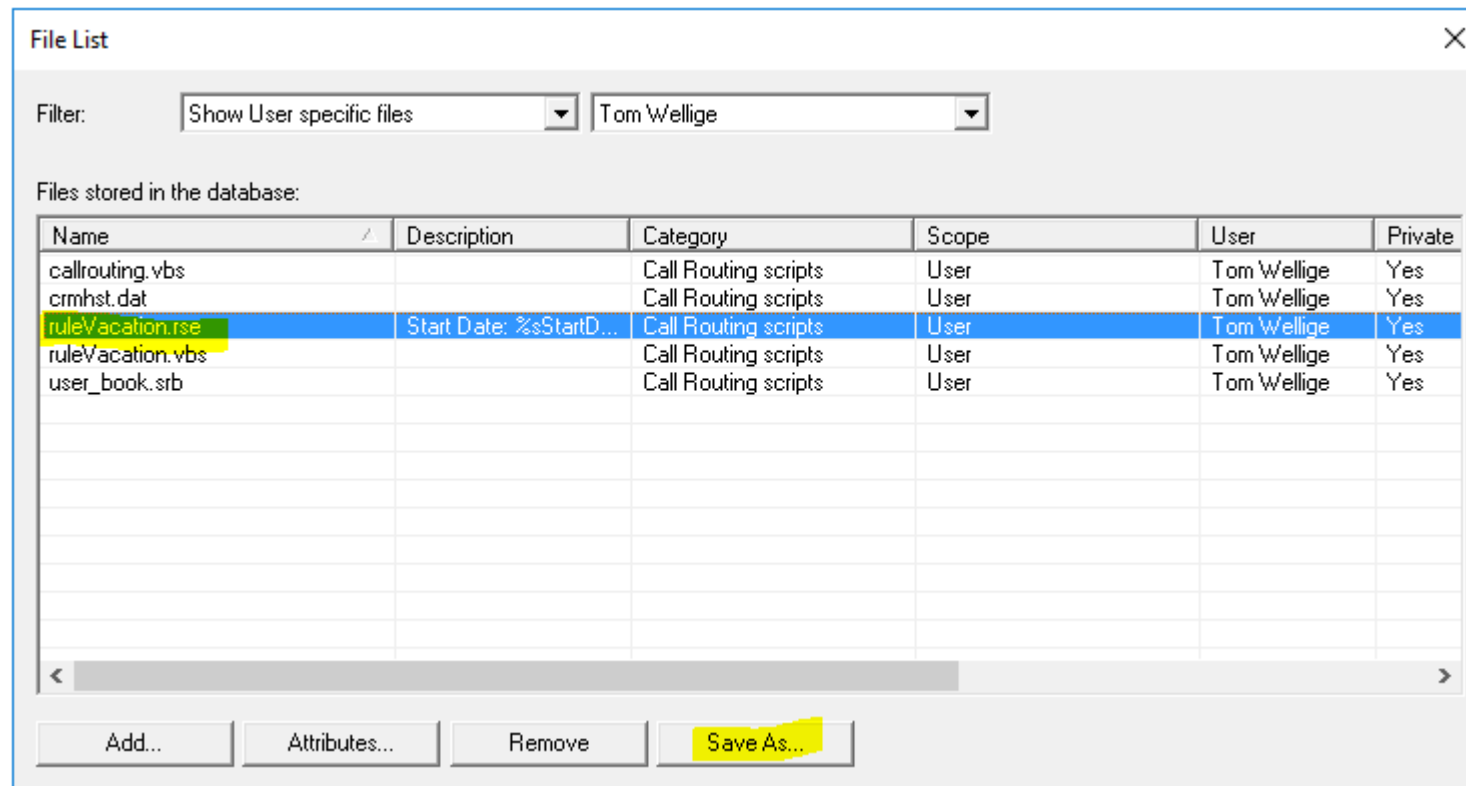 File List
Filter: Show User specific files Tom Wellige
Files stored in the database:
Name Description Category Scope User Private
callrouting.vbs Call Routing scripts User Tom Wellige Yes
crmhst.dat Call Routing scripts User Tom Wellige Yes
ruleVacation.rse Start Date: %sStartD... Call Routing scripts User Tom Wellige Yes
ruleVacation.vbs Call Routing scripts User Tom Wellige Yes
user_book.srb Call Routing scripts User Tom Wellige Yes
Add... Attributes... Remove Save As...